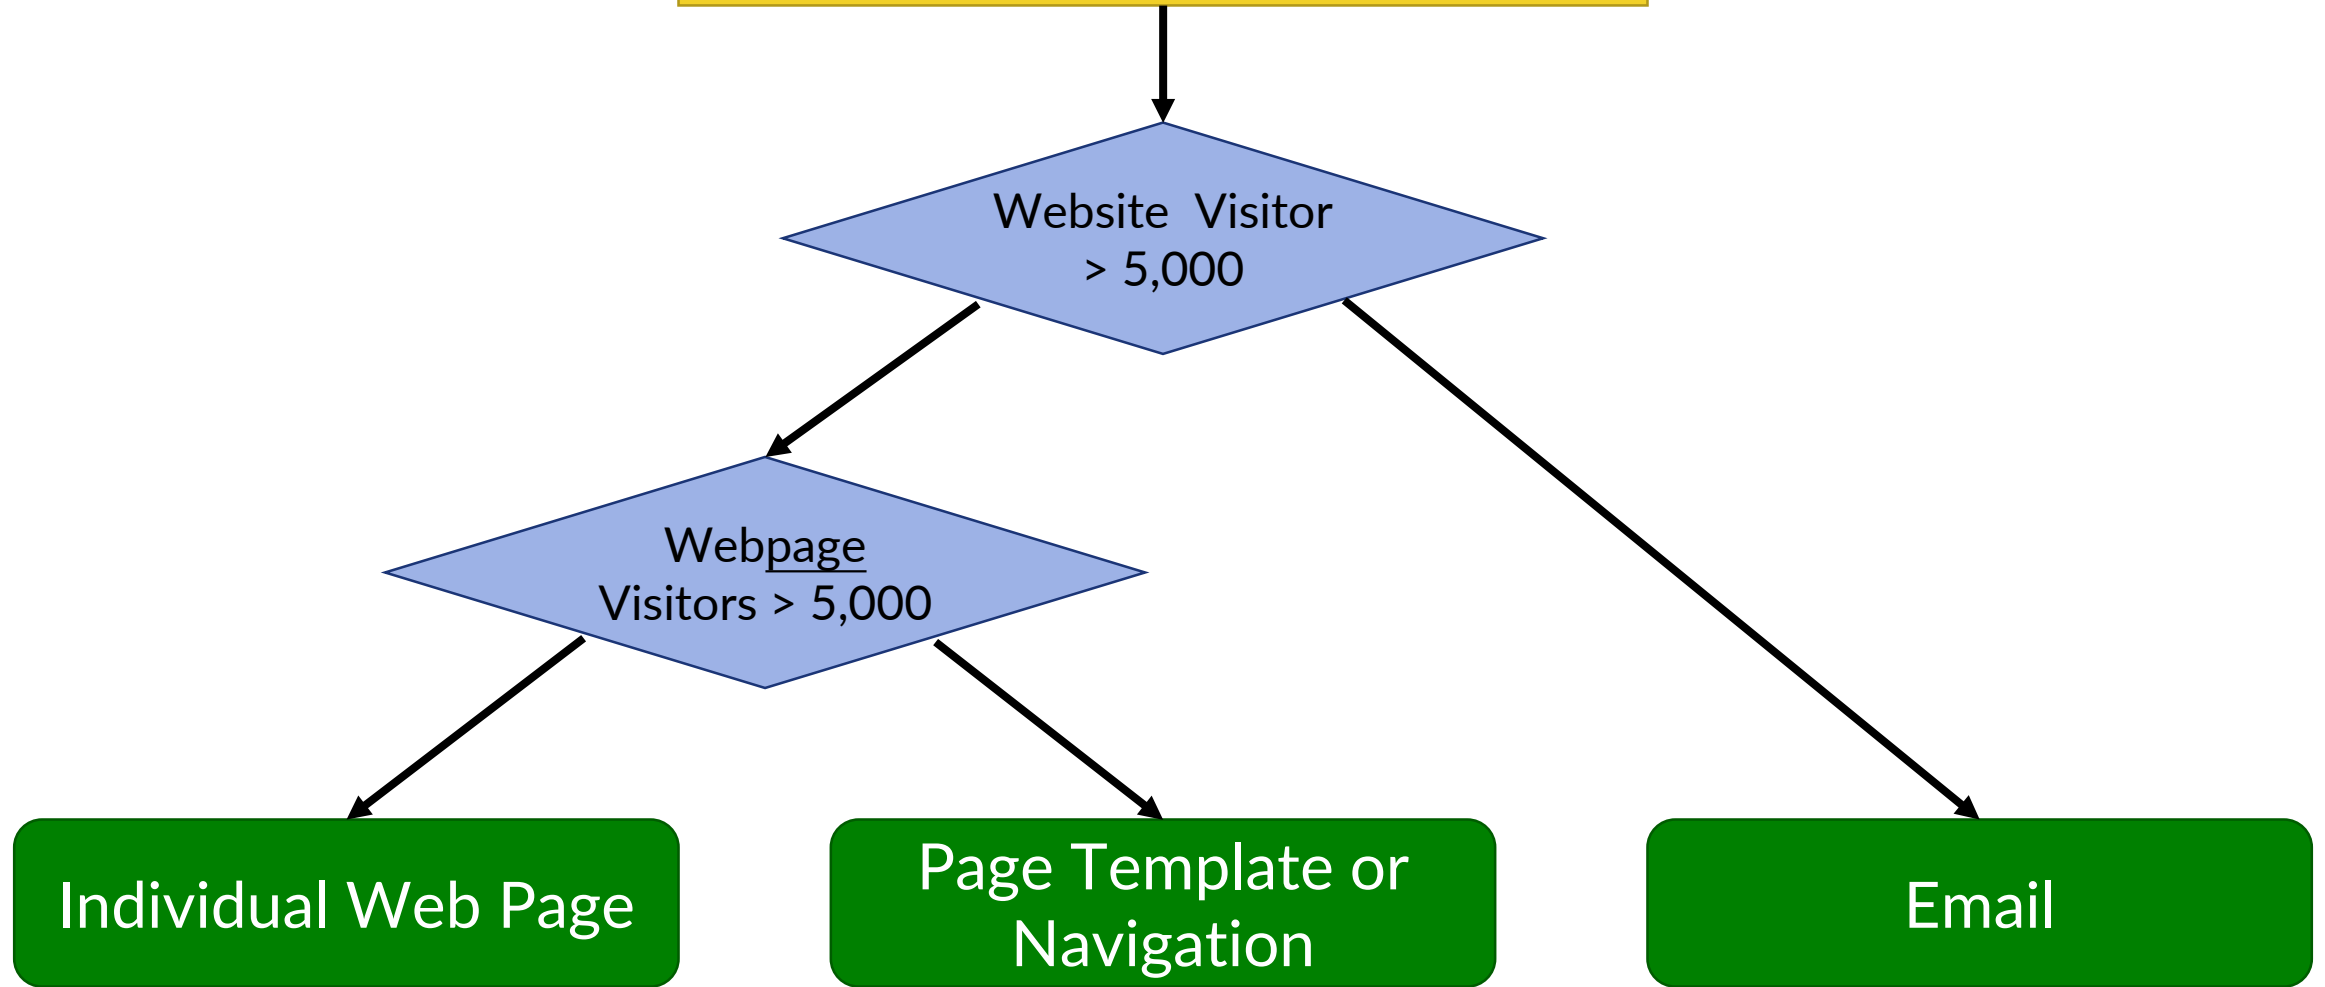 Website  Visitor
> 5,000
Webpage
Visitors > 5,000
Individual Web Page
Page Template or
Navigation
Email